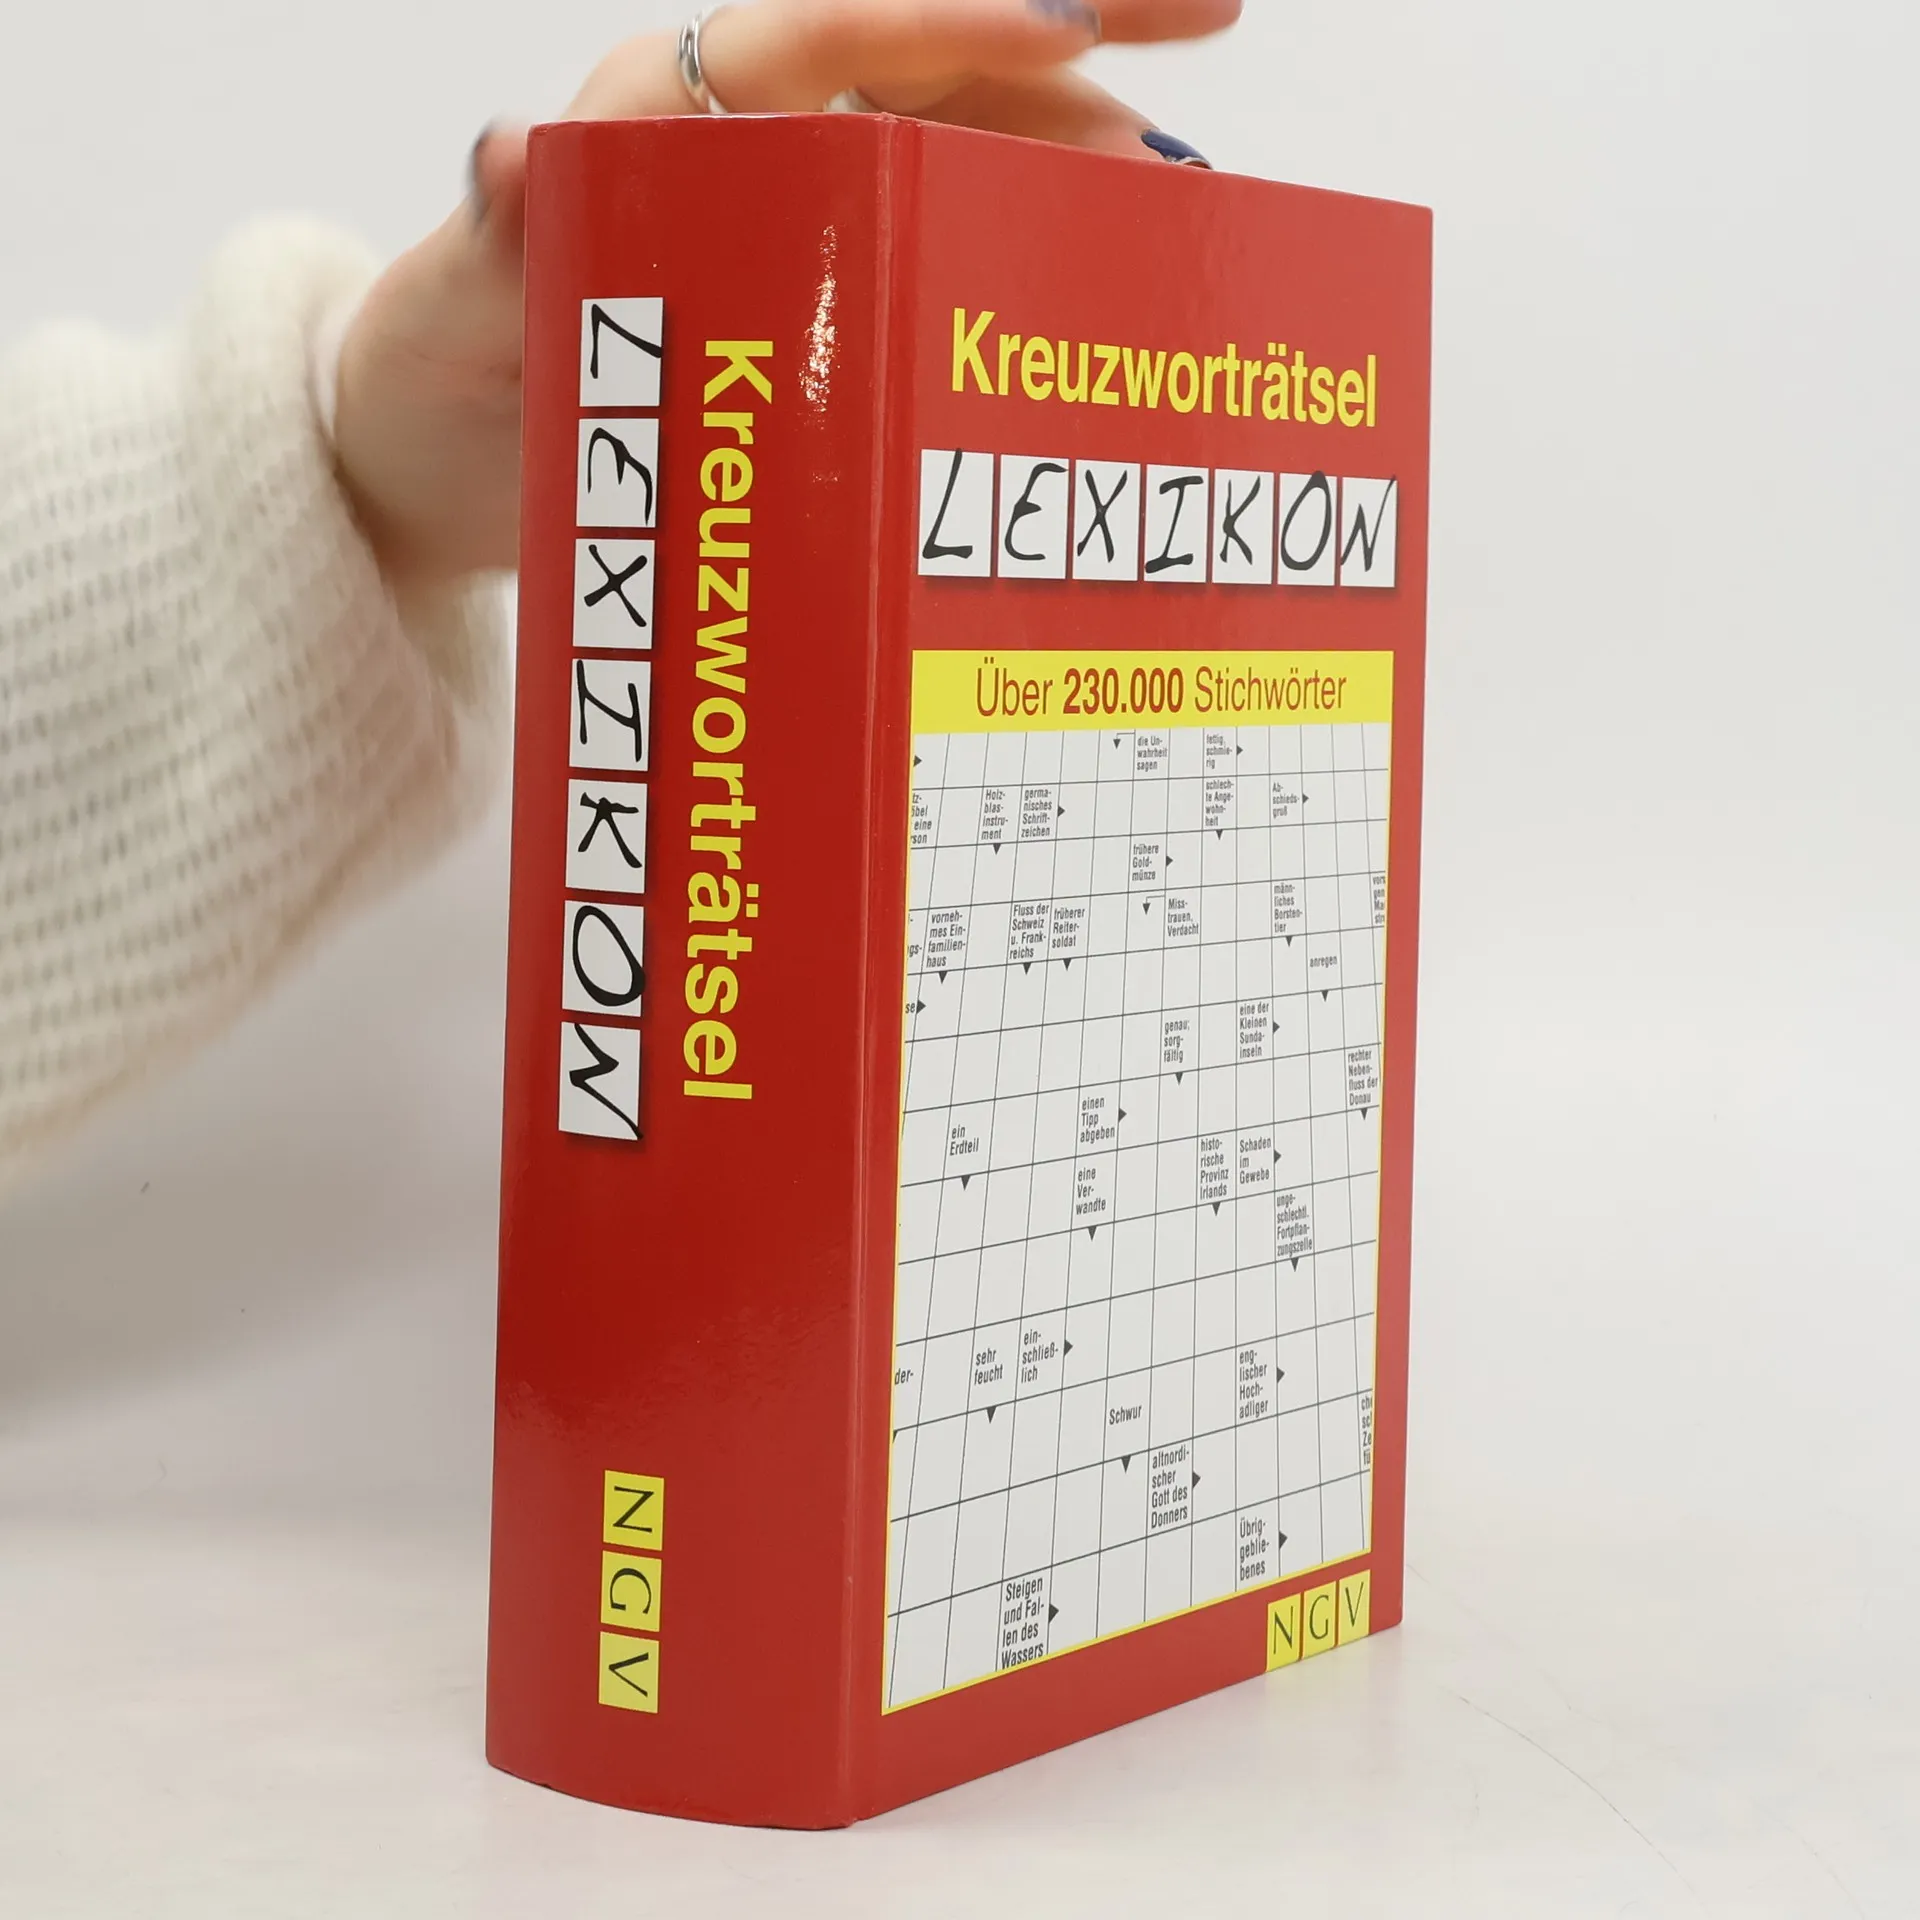 Kreuzworträtsel
LEXIKON
NGV
Kreuzworträtsel
LEXIKON
Über 230.000 Stichwörter
die Un-
wahrheit
sagen
fettig,
schmie-
rig
Holz-
blas-
instru-
ment
germa-
nisches
Schrift-
zeichen
schlech-
te Ange-
wohn-
heit
Ab-
schieds-
gruß
frühere
Gold-
münze
vorneh-
mes Ein-
familien-
haus
Fluss der
Schweiz
u. Frank-
reichs
früherer
Reiter-
soldat
Miss-
trauen,
Verdacht
männ-
liches
Borsten-
tier
anregen
genau;
sorg-
fältig
eine der
Kleinen
Sunda-
inseln
rechter
Neben-
fluss der
Donau
ein
Erdteil
einen
Tipp
abgeben
eine
Ver-
wandte
histo-
rische
Provinz
Irlands
Schaden
im
Gewebe
unge-
schlechtl.
Fortpflan-
zungszelle
der-
sehr
feucht
ein-
schließ-
lich
Schwur
eng-
lischer
Hoch-
adliger
altnordi-
scher
Gott des
Donners
Übrig-
geblie-
benes
Steigen
und Fal-
len des
Wassers
NGV